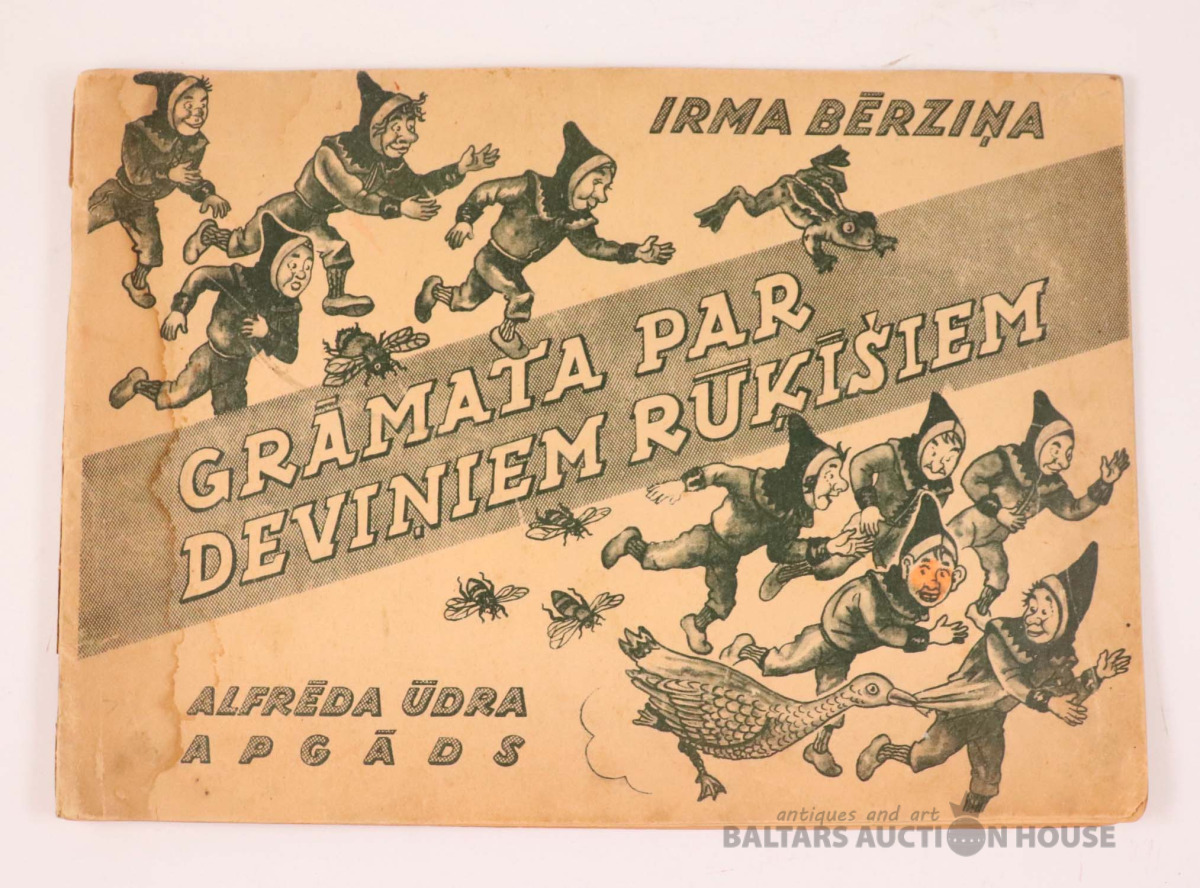 IRMA BĒRZIŅA
GRĀMATA PAR
DEVIŅIEM RŪĶĪŠIEM
ALFRĒDA ŪDRA
APGĀDS
antiques and art
BALTARS AUCTION HOUSE